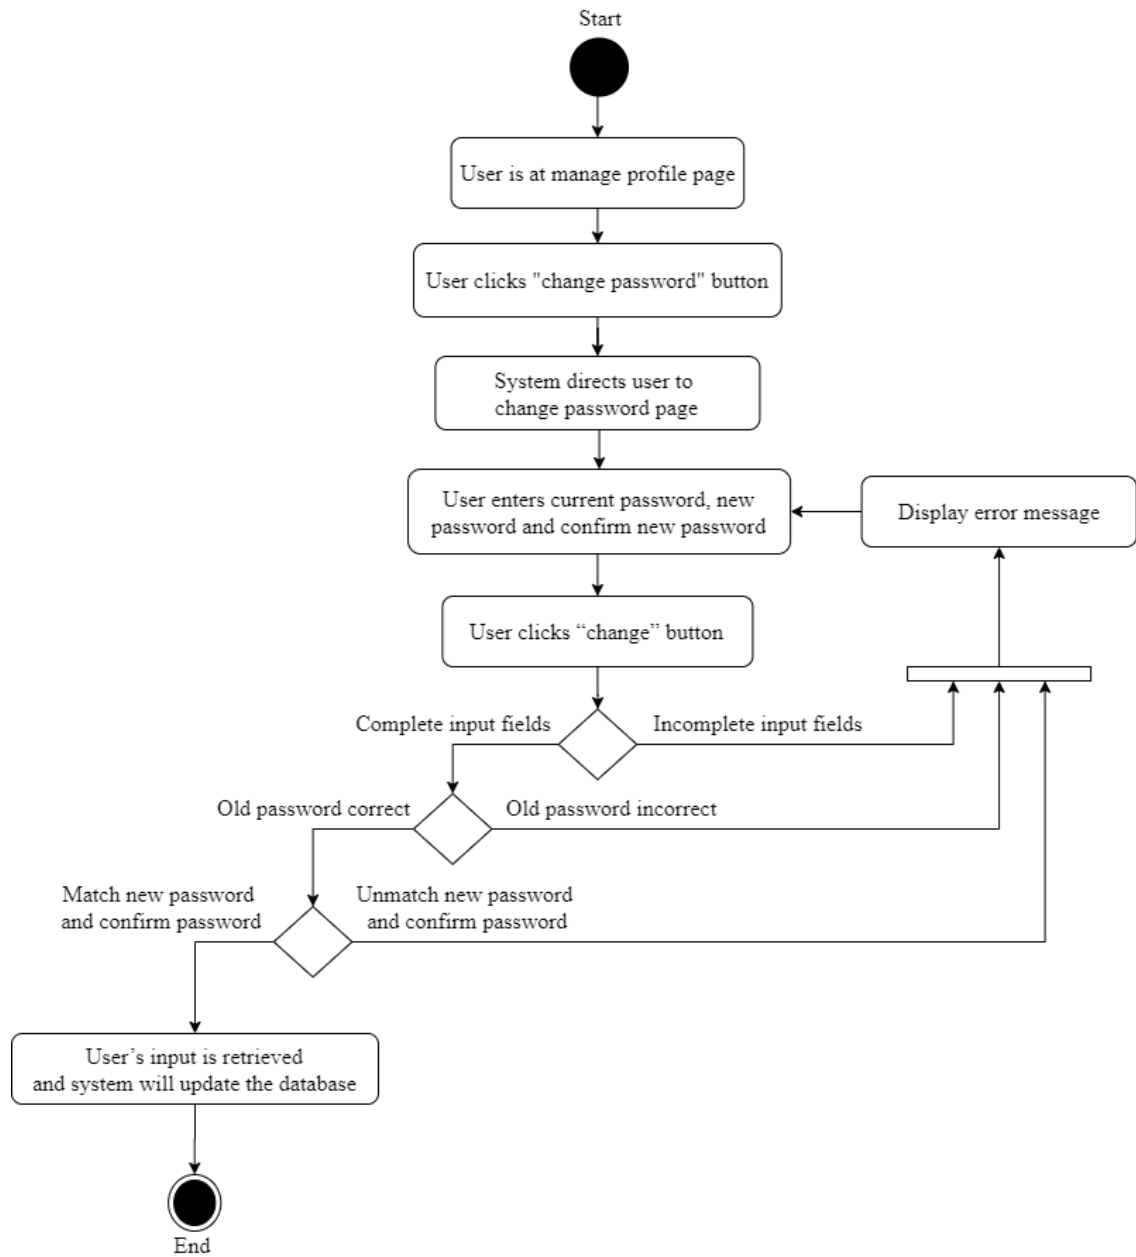 Start
User is at manage profile page
User clicks "change password" button
System directs user to
change password page
User enters current password, new
password and confirm new password
Display error message
User clicks “change” button
Complete input fields
Incomplete input fields
Old password correct
Old password incorrect
Match new password
and confirm password
Unmatch new password
and confirm password
User’s input is retrieved
and system will update the database
End